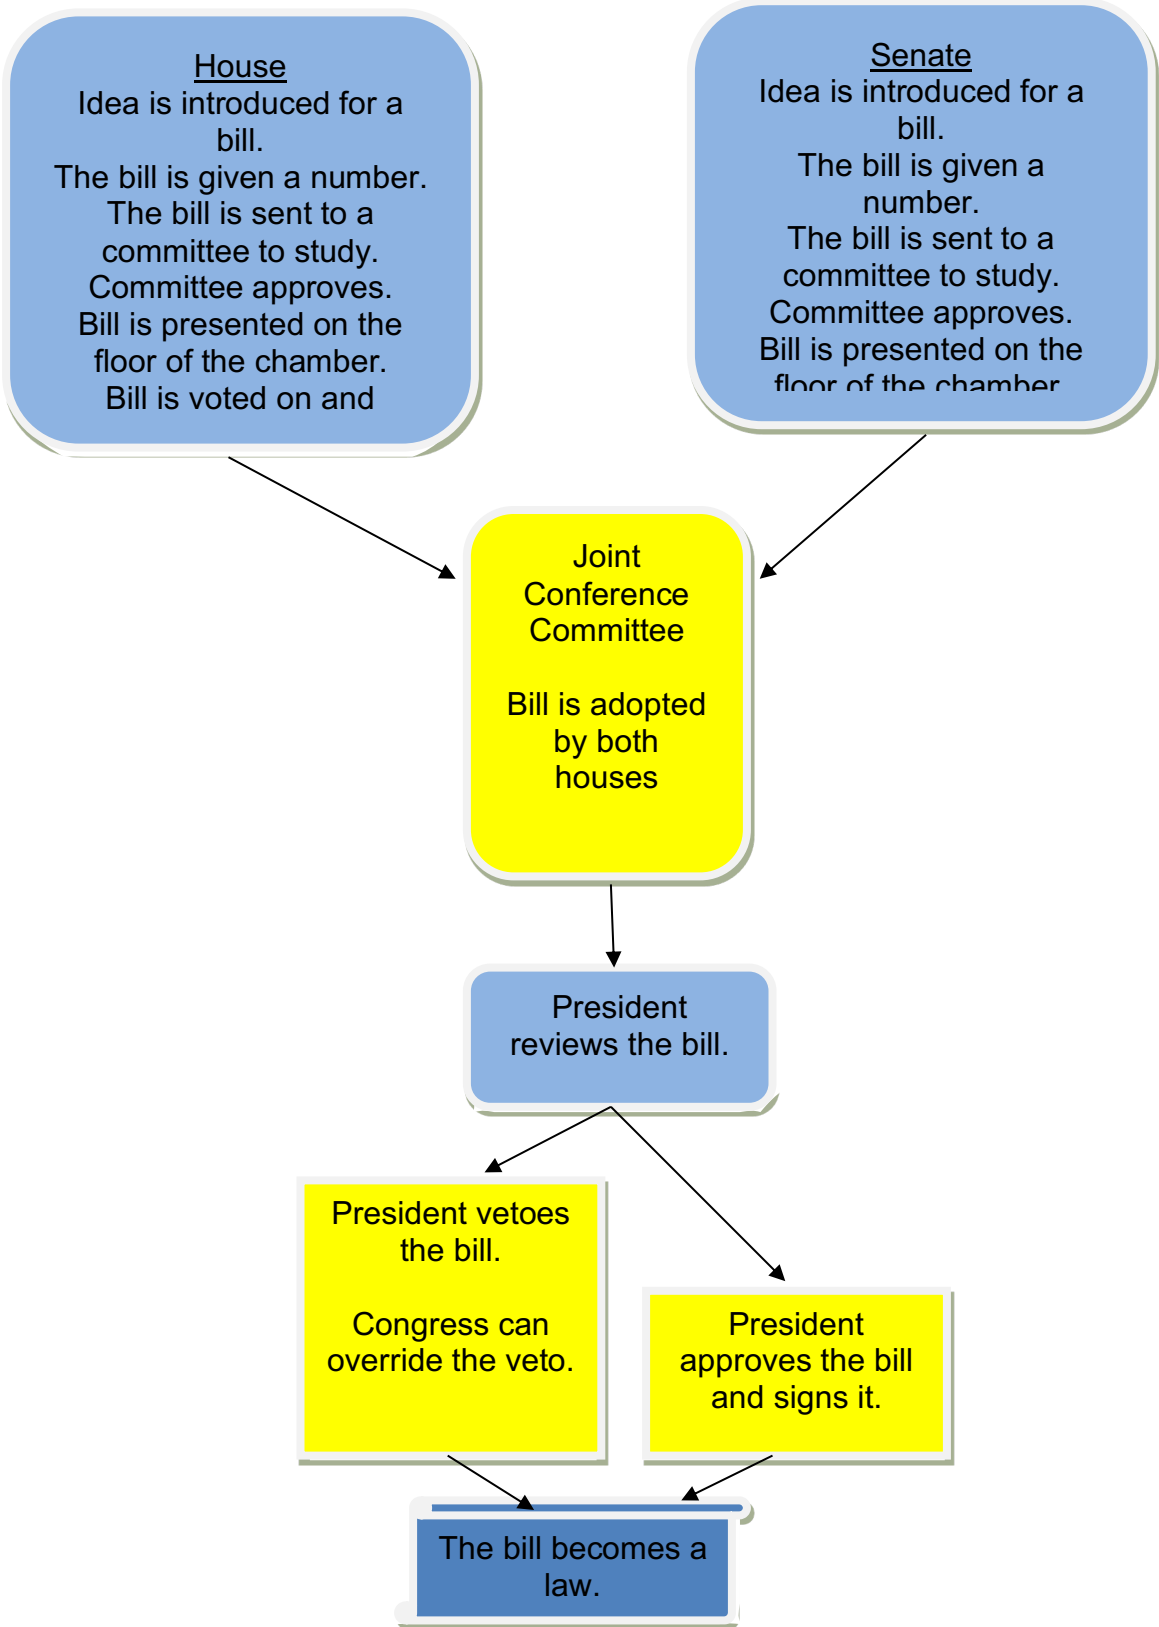 House
Idea is introduced for a
bill.
The bill is given a number.
The bill is sent to a
committee to study.
Committee approves.
Bill is presented on the
floor of the chamber.
Bill is voted on and
Senate
Idea is introduced for a
bill.
The bill is given a
number.
The bill is sent to a
committee to study.
Committee approves.
Bill is presented on the
floor of the chamber
Joint
Conference
Committee
Bill is adopted
by both
houses
President
reviews the bill.
President vetoes
the bill.
Congress can
override the veto.
President
approves the bill
and signs it.
The bill becomes a
law.